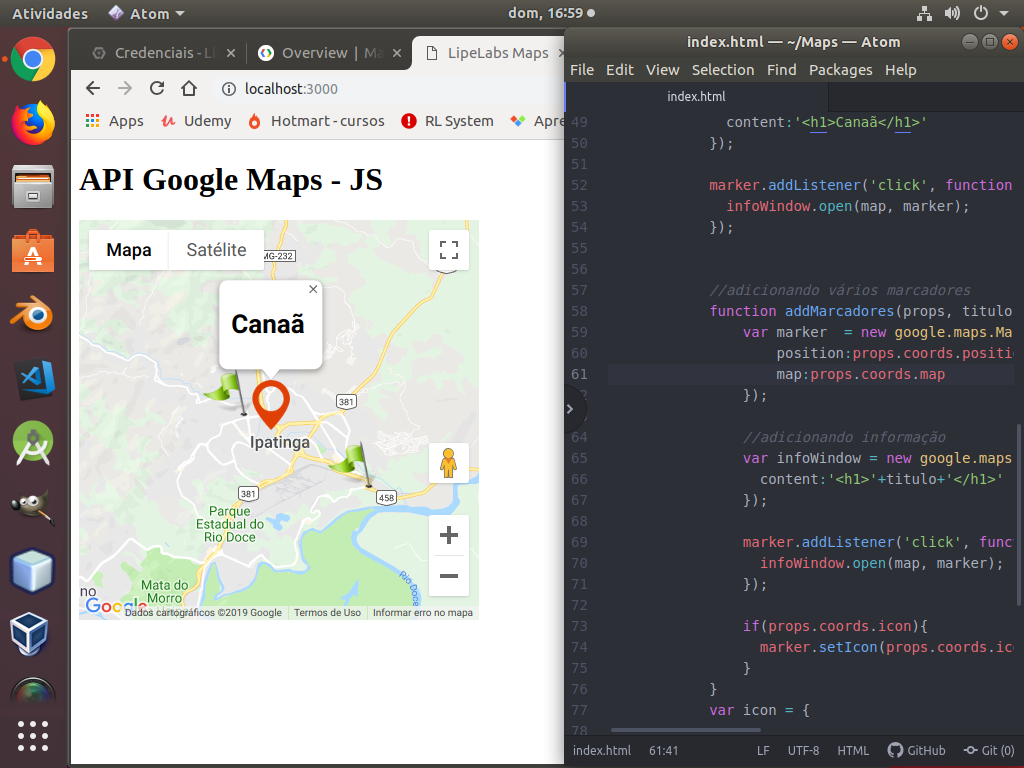 Atividades
Atom
dom, 16:59
Credenciais - Li
Overview | Ma
LipeLabs Maps
localhost:3000
Apps
Udemy
Hotmart - cursos
RL System
Apre
API Google Maps - JS
Mapa
Satélite
MG-232
Canaã
381
Ipatinga
381
458
Parque
Estadual do
Rio Doce
Mata do
Morro
Rio Doce
no
Google
Dados cartográficos ©2019 Google
Termos de Uso
Informar erro no mapa
index.html — ~/Maps — Atom
File Edit View Selection Find Packages Help
index.html
49 content:'<h1>Canaã</h1>'
50 });
51
52 marker.addListener('click', function
53 infoWindow.open(map, marker);
54 });
55
56
57 //adicionando vários marcadores
58 function addMarcadores(props, titulo
59 var marker = new google.maps.Ma
60 position:props.coords.positi
61 map:props.coords.map
});
64 //adicionando informação
65 var infoWindow = new google.maps
66 content:'<h1>'+titulo+'</h1>'
67 });
68
69 marker.addListener('click', func
70 infoWindow.open(map, marker);
71 });
72
73 if(props.coords.icon){
74 marker.setIcon(props.coords.ico
75 }
76 }
77 var icon = {
78
index.html 61:41 LF UTF-8 HTML GitHub Git (0)